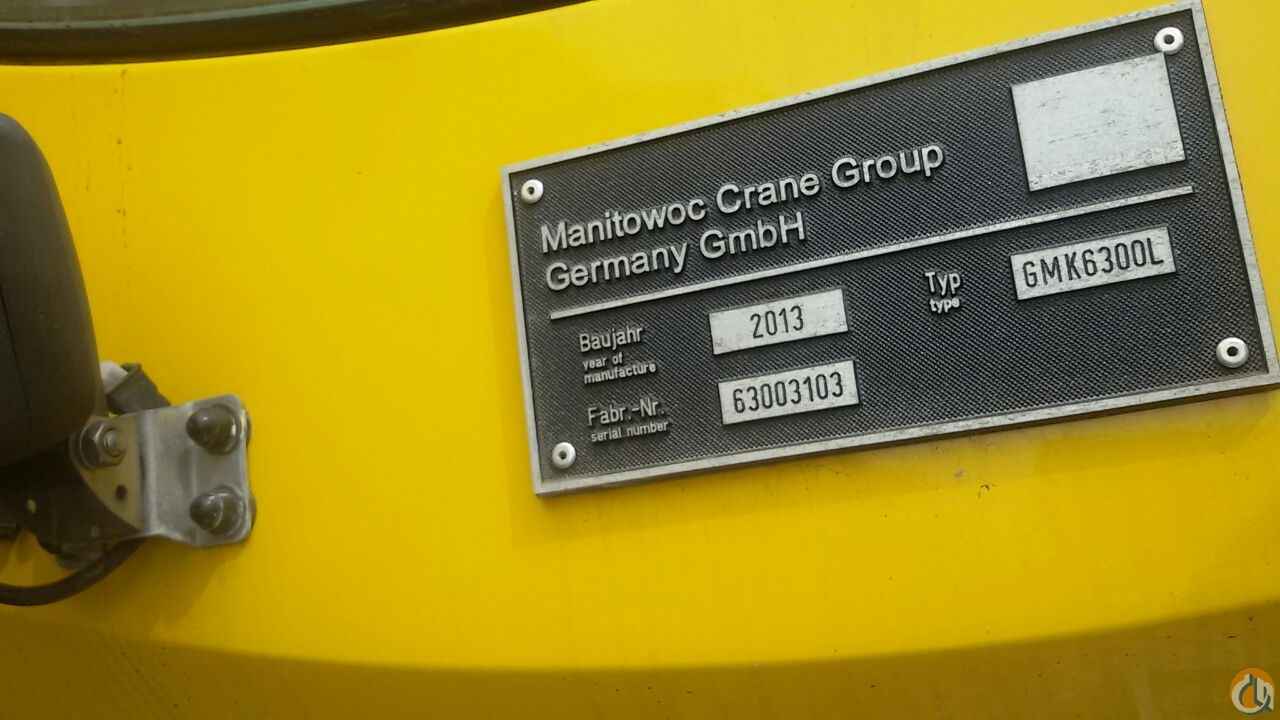 Manitowoc Crane Group
Germany GmbH
Baujahr
year of
manufacture
2013
Typ
type
GMK6300L
Fabr.-Nr.
serial number
63003103